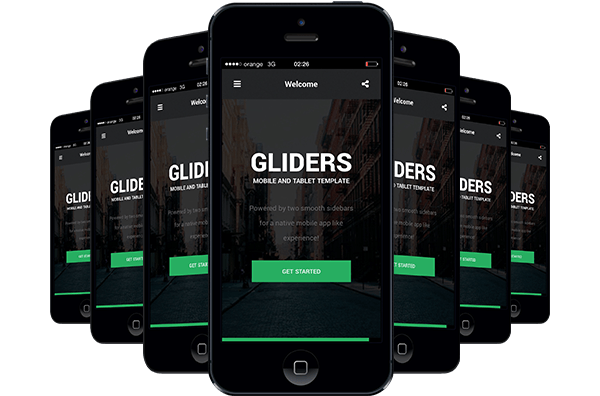 orange 3G 02:26
Welcome
GLIDERS
MOBILE AND TABLET TEMPLATE
Powered by two smooth sidebars
for a native mobile app like
experience!
GET STARTED